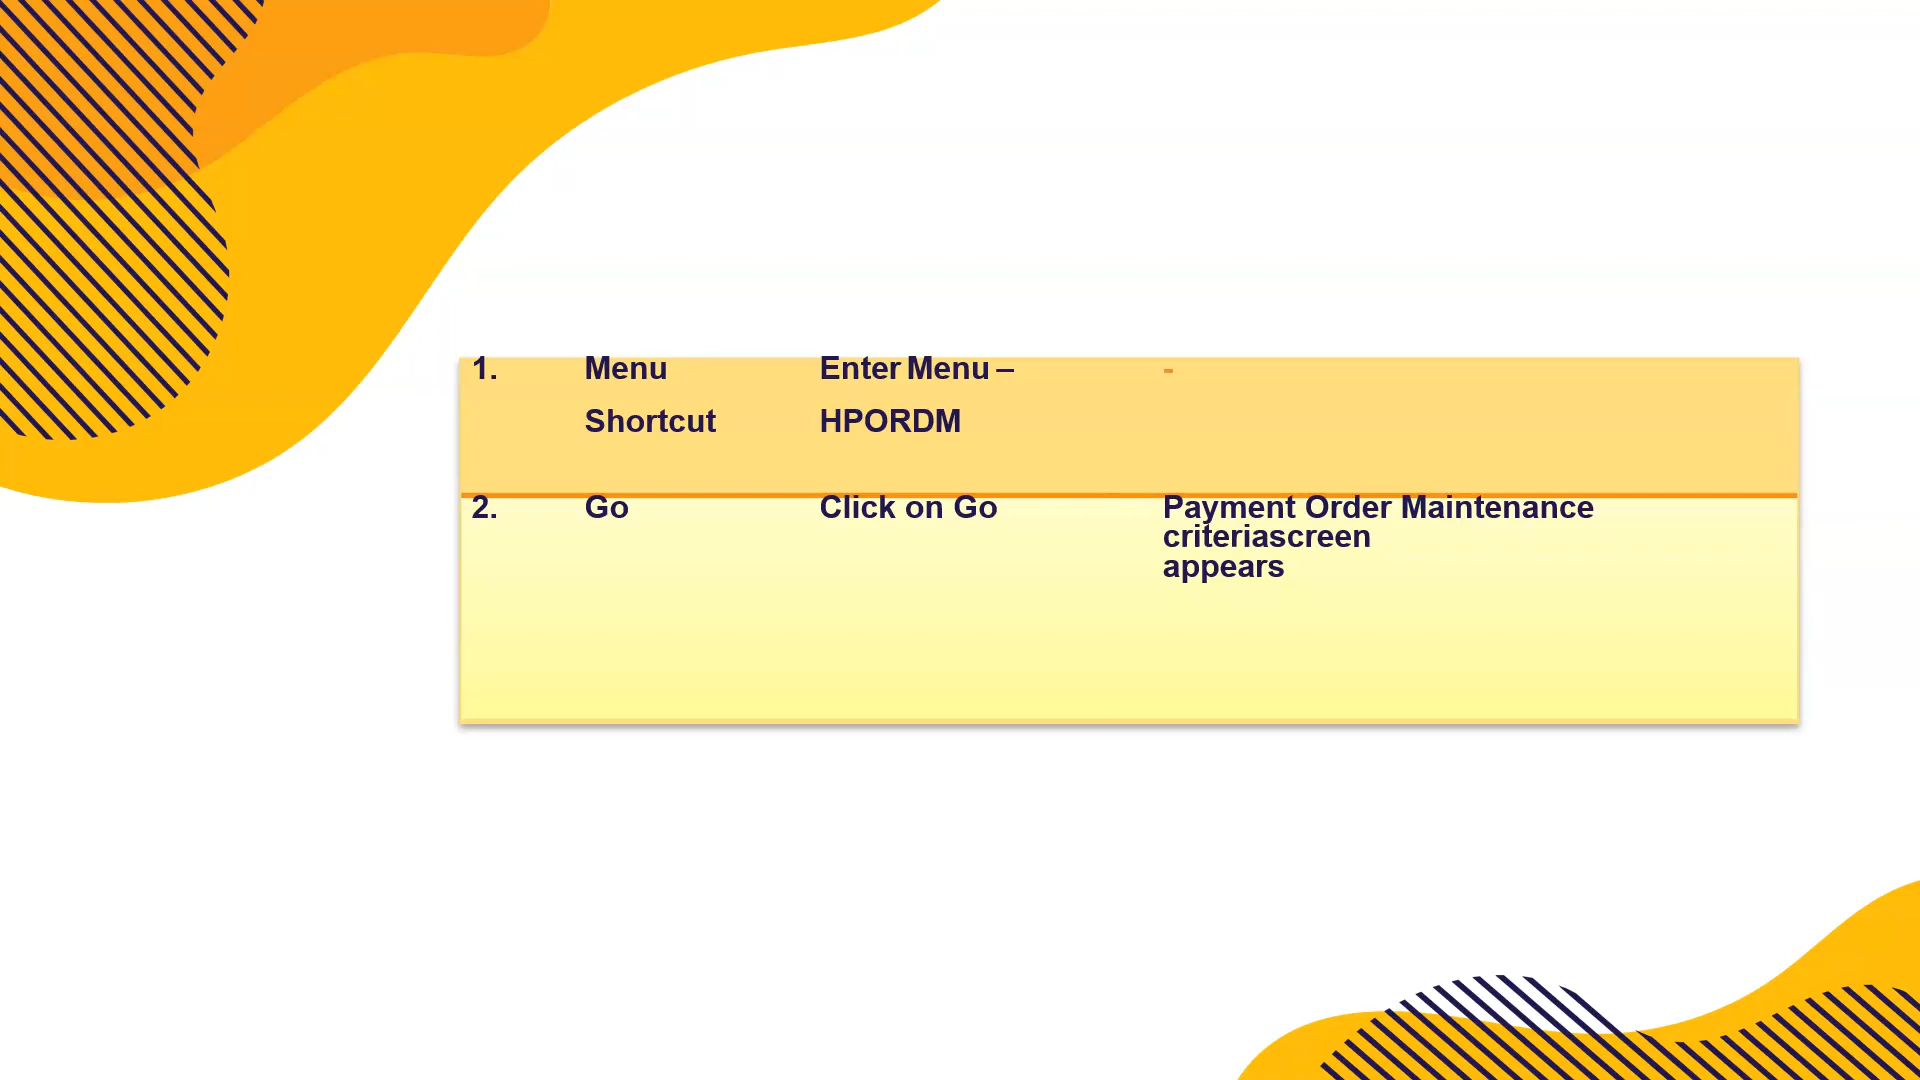 1. Menu Enter Menu – -
Shortcut HPORDM
2. Go Click on Go Payment Order Maintenance
criteriascreen
appears